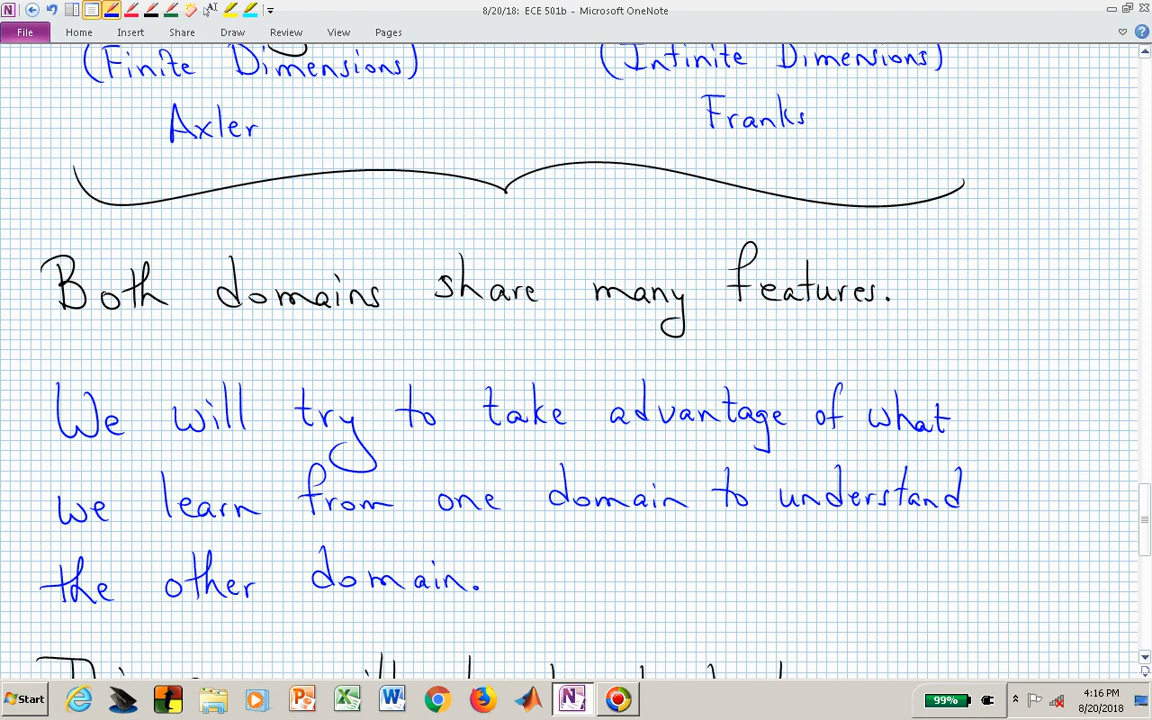 8/20/18: ECE 501b - Microsoft OneNote
File Home Insert Share Draw Review View Pages
(Finite Dimensions) (Infinite Dimensions)
Axler Franks
Both domains share many features.
We will try to take advantage of what
we learn from one domain to understand
the other domain.
Start 99% 4:16 PM
8/20/2018